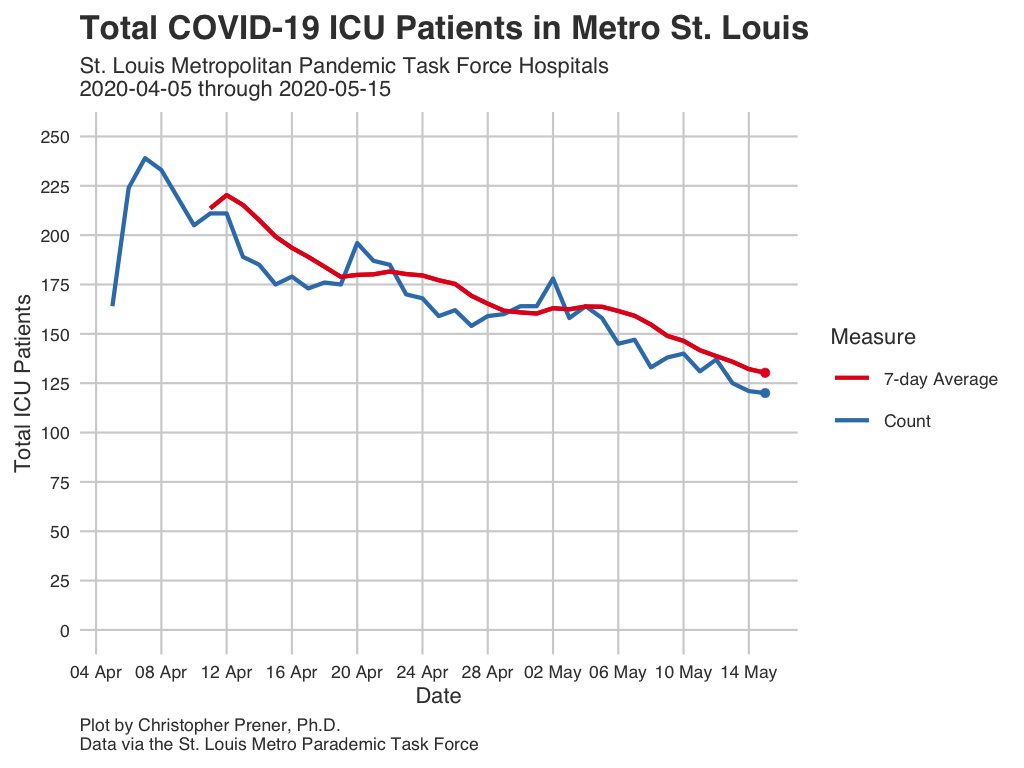 Total COVID-19 ICU Patients in Metro St. Louis
St. Louis Metropolitan Pandemic Task Force Hospitals
2020-04-05 through 2020-05-15
250
225
200
175
150
125
100
75
50
25
0
Total ICU Patients
04 Apr 08 Apr 12 Apr 16 Apr 20 Apr 24 Apr 28 Apr 02 May 06 May 10 May 14 May
Date
Measure
7-day Average
Count
Plot by Christopher Prener, Ph.D.
Data via the St. Louis Metro Parademic Task Force